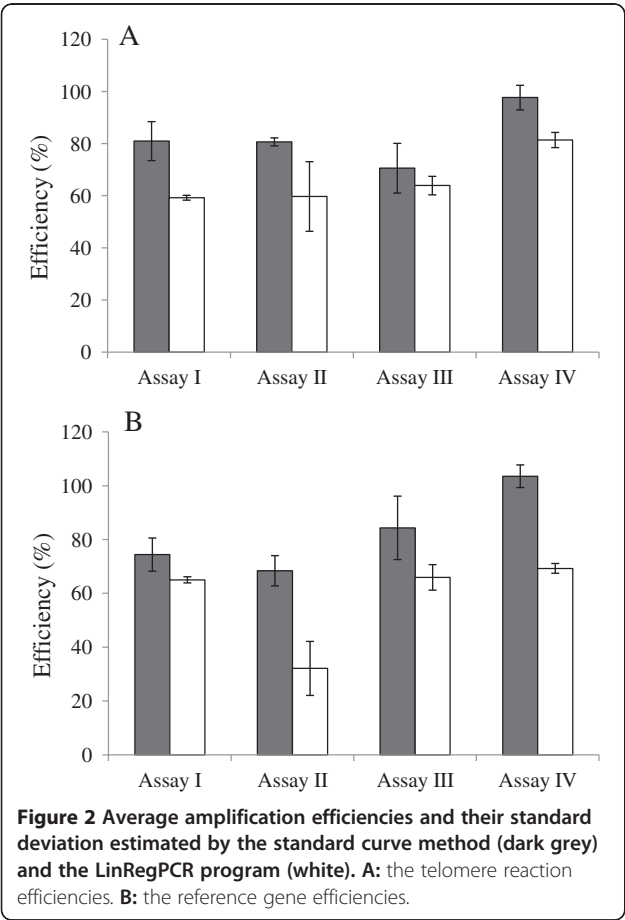 A
120
100
80
60
40
20
0
Efficiency (%)
Assay I Assay II Assay III Assay IV
B
120
100
80
60
40
20
0
Efficiency (%)
Assay I Assay II Assay III Assay IV
Figure 2 Average amplification efficiencies and their standard
deviation estimated by the standard curve method (dark grey)
and the LinRegPCR program (white). A: the telomere reaction
efficiencies. B: the reference gene efficiencies.